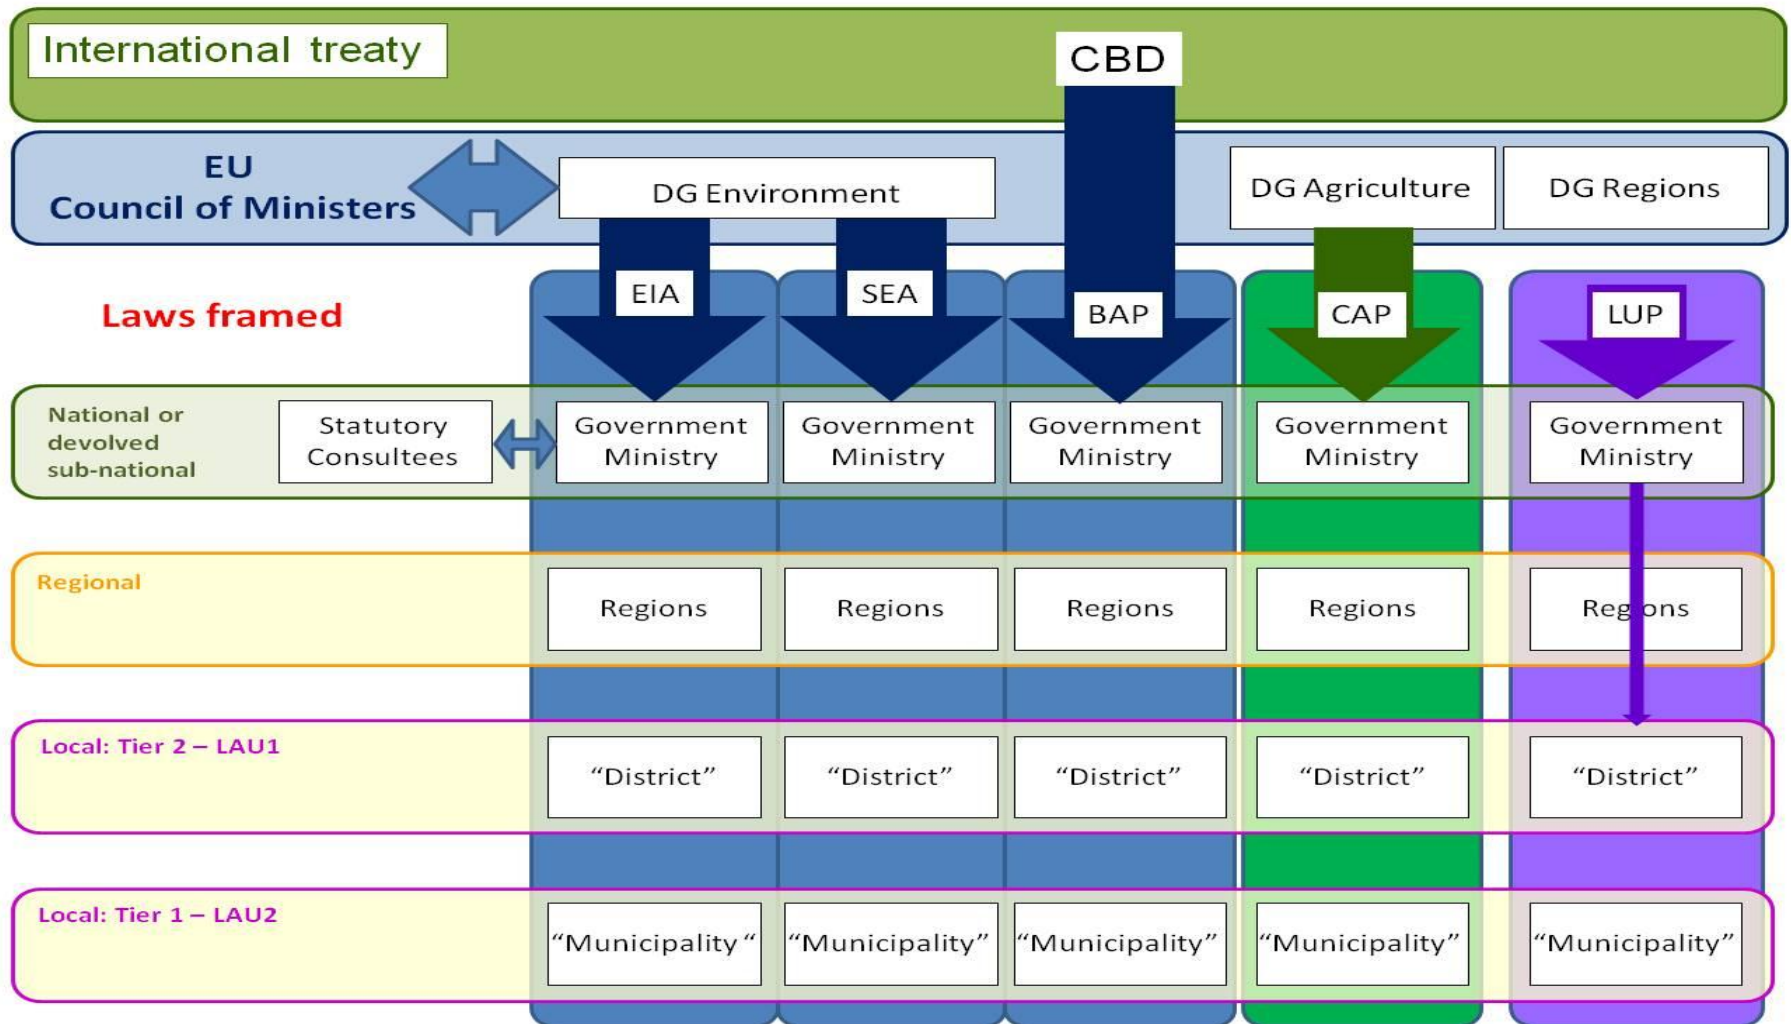 International treaty
CBD
EU
Council of Ministers
DG Environment
DG Agriculture
DG Regions
Laws framed
EIA
SEA
BAP
CAP
LUP
National or
devolved
sub-national
Statutory
Consultees
Government
Ministry
Government
Ministry
Government
Ministry
Government
Ministry
Government
Ministry
Regional
Regions
Regions
Regions
Regions
Regions
Local: Tier 2 – LAU1
“District”
“District”
“District”
“District”
“District”
Local: Tier 1 – LAU2
“Municipality “
“Municipality”
“Municipality”
“Municipality”
“Municipality”